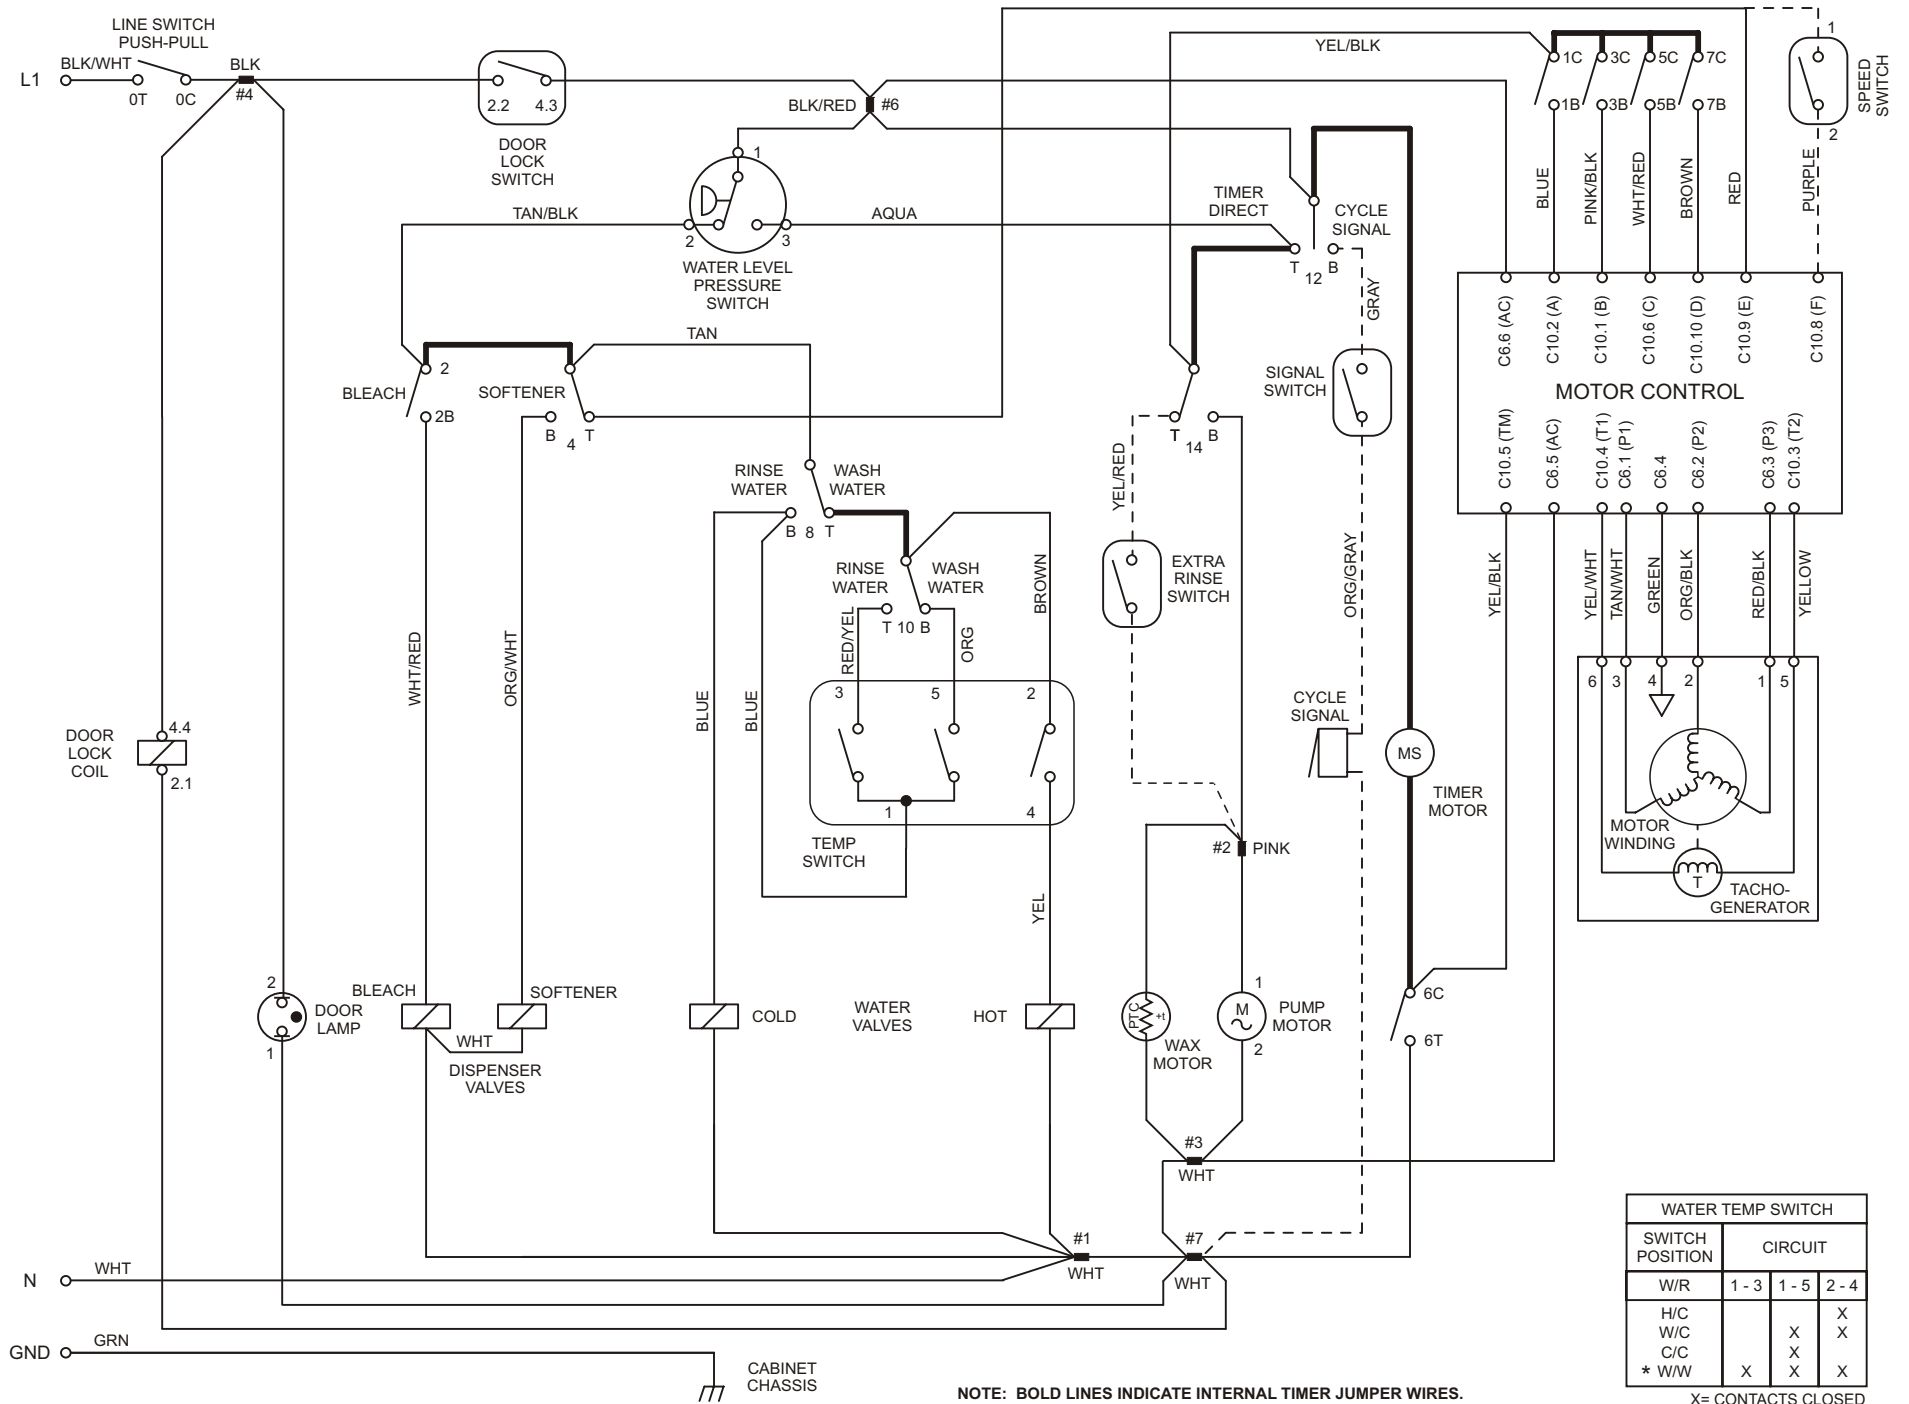 LINE SWITCH
PUSH-PULL
BLK/WHT
BLK
L1
0T
0C
#4
2.2
4.3
DOOR
LOCK
SWITCH
BLK/RED
#6
YEL/BLK
1C
3C
5C
7C
1B
3B
5B
7B
1
2
SPEED
SWITCH
BLUE
PINK/BLK
WHT/RED
BROWN
RED
PURPLE
1
2
3
TAN/BLK
AQUA
WATER LEVEL
PRESSURE
SWITCH
TIMER
DIRECT
CYCLE
SIGNAL
T
12
B
GRAY
SIGNAL
SWITCH
C6.6 (AC)
C10.2 (A)
C10.1 (B)
C10.6 (C)
C10.10 (D)
C10.9 (E)
C10.8 (F)
MOTOR CONTROL
C10.5 (TM)
C6.5 (AC)
C10.4 (T1)
C6.1 (P1)
C6.4
C6.2 (P2)
C6.3 (P3)
C10.3 (T2)
TAN
BLEACH
2
2B
SOFTENER
B
4
T
T
14
B
RINSE
WATER
WASH
WATER
B
8
T
RINSE
WATER
WASH
WATER
T
10
B
YEL/RED
EXTRA
RINSE
SWITCH
ORG/GRAY
YEL/BLK
YEL/WHT
TAN/WHT
GREEN
ORG/BLK
RED/BLK
YELLOW
WHT/RED
ORG/WHT
BLUE
BLUE
RED/YEL
ORG
BROWN
3
5
2
1
4
TEMP
SWITCH
YEL
DOOR
LOCK
COIL
4.4
2.1
CYCLE
SIGNAL
MS
TIMER
MOTOR
6
3
4
2
1
5
MOTOR
WINDING
T
TACHO-
GENERATOR
#2
PINK
2
1
DOOR
LAMP
BLEACH
SOFTENER
WHT
DISPENSER
VALVES
COLD
WATER
VALVES
HOT
PTC
+t
WAX
MOTOR
M
1
2
PUMP
MOTOR
6C
6T
#3
WHT
#1
WHT
#7
WHT
N
WHT
GND
GRN
CABINET
CHASSIS
NOTE: BOLD LINES INDICATE INTERNAL TIMER JUMPER WIRES.
WATER TEMP SWITCH
SWITCH
POSITION
CIRCUIT
W/R 1 - 3 1 - 5 2 - 4
H/C X
W/C X X
C/C X
* W/W X X X
X= CONTACTS CLOSED